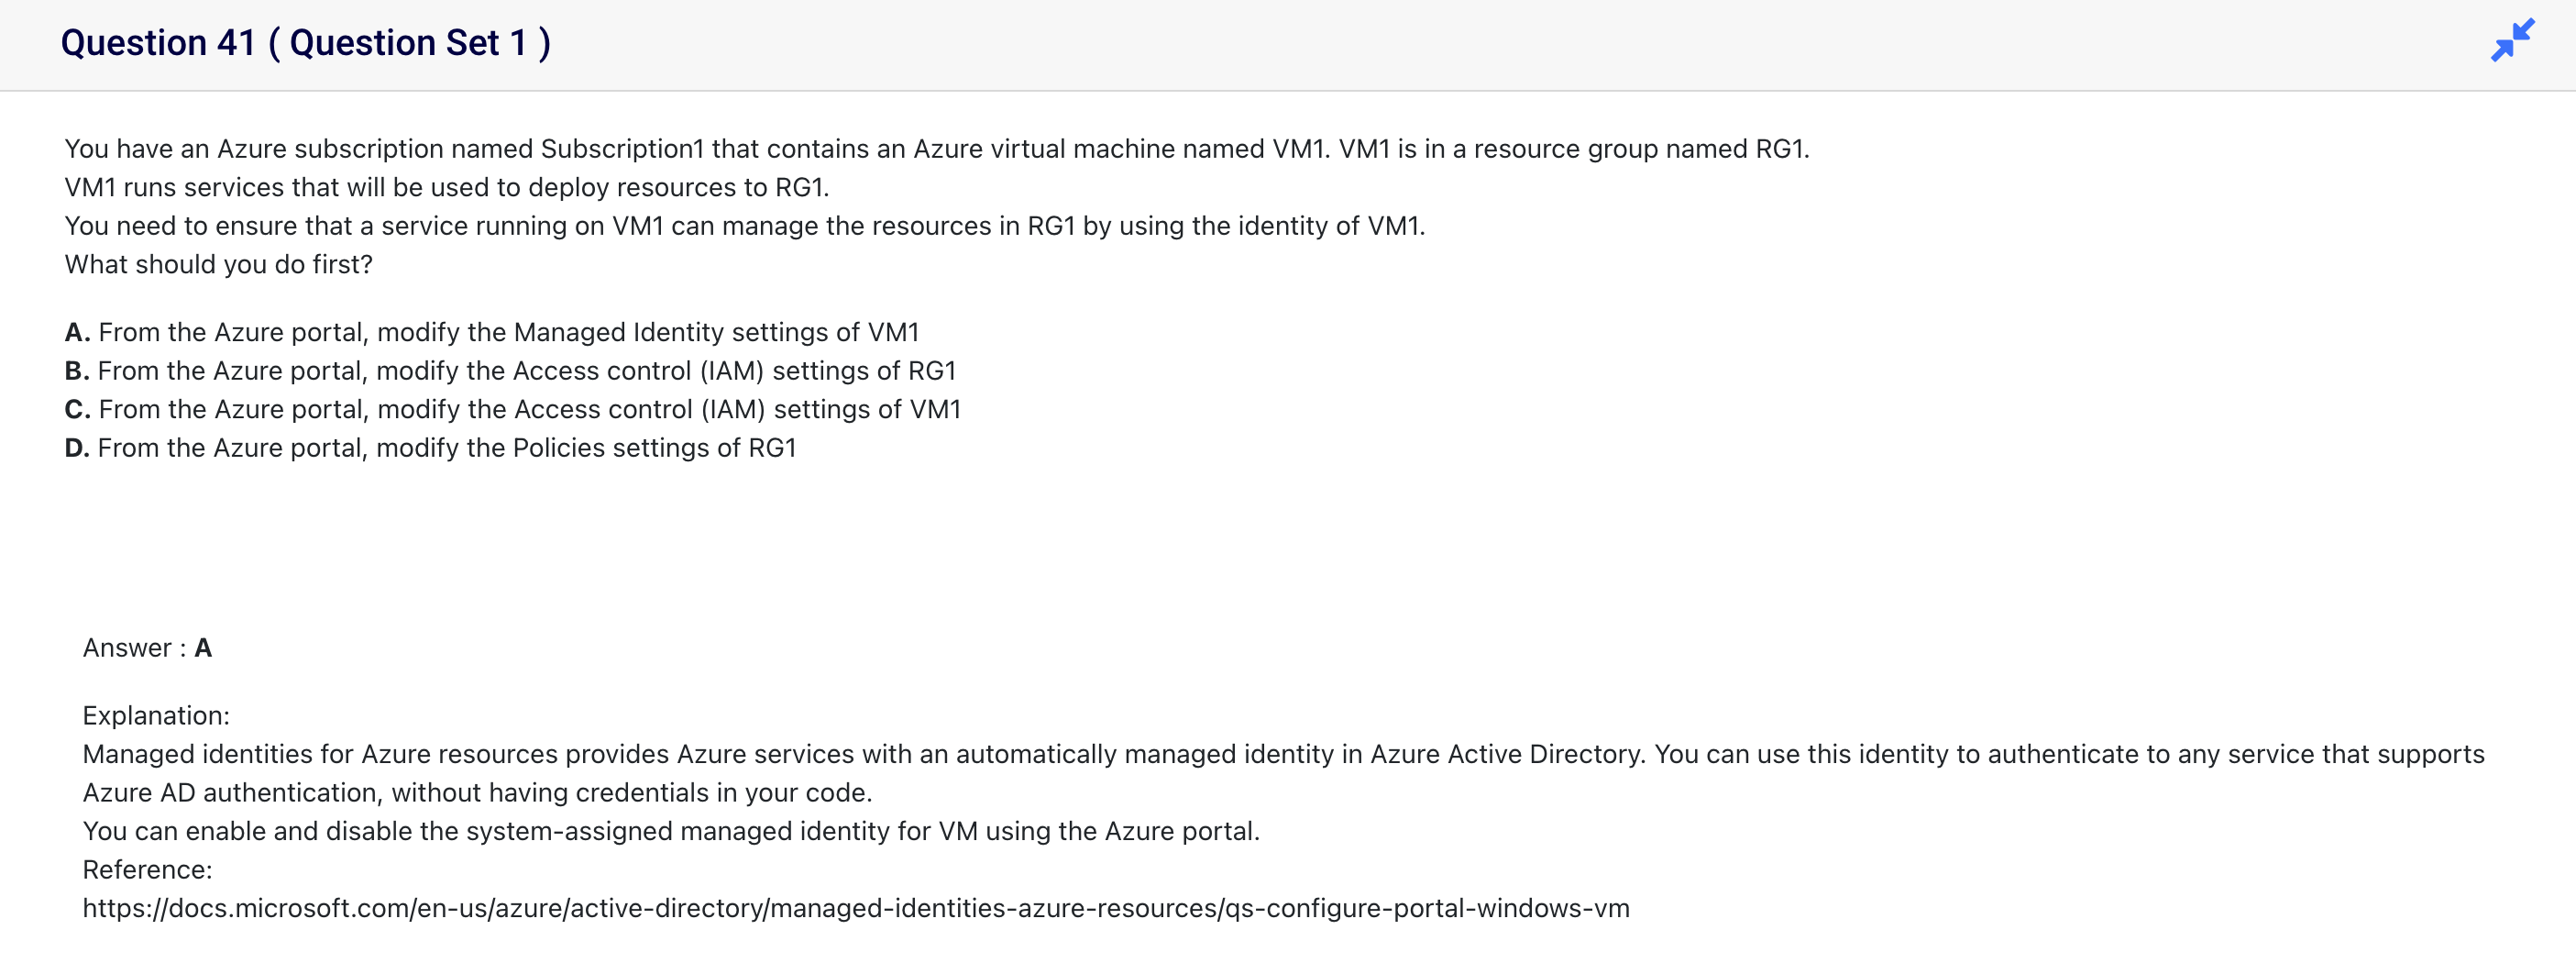 Question 41 ( Question Set 1 )
You have an Azure subscription named Subscription1 that contains an Azure virtual machine named VM1. VM1 is in a resource group named RG1.
VM1 runs services that will be used to deploy resources to RG1.
You need to ensure that a service running on VM1 can manage the resources in RG1 by using the identity of VM1.
What should you do first?
A. From the Azure portal, modify the Managed Identity settings of VM1
B. From the Azure portal, modify the Access control (IAM) settings of RG1
C. From the Azure portal, modify the Access control (IAM) settings of VM1
D. From the Azure portal, modify the Policies settings of RG1
Answer : A
Explanation:
Managed identities for Azure resources provides Azure services with an automatically managed identity in Azure Active Directory. You can use this identity to authenticate to any service that supports
Azure AD authentication, without having credentials in your code.
You can enable and disable the system-assigned managed identity for VM using the Azure portal.
Reference:
https://docs.microsoft.com/en-us/azure/active-directory/managed-identities-azure-resources/qs-configure-portal-windows-vm